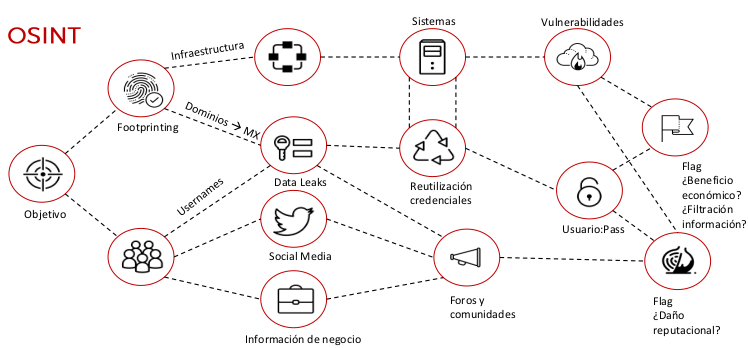 OSINT
Infraestructura
Sistemas
Vulnerabilidades
Footprinting
Dominios → MX
Data Leaks
Usernames
Objetivo
Reutilización
credenciales
Usuario:Pass
Flag
¿Beneficio
económico?
¿Filtración
información?
Social Media
Foros y
comunidades
Información de negocio
Flag
¿Daño
reputacional?